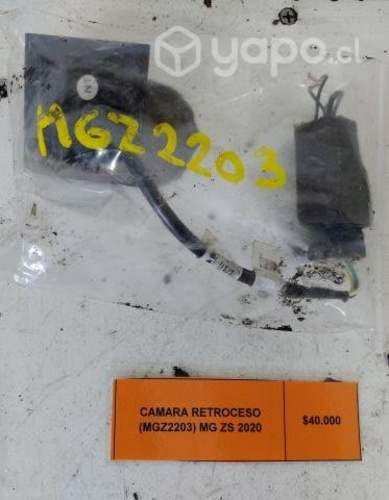 yapo.cl
MGZ2203
CAMARA RETROCESO
(MGZ2203) MG ZS 2020
$40.000